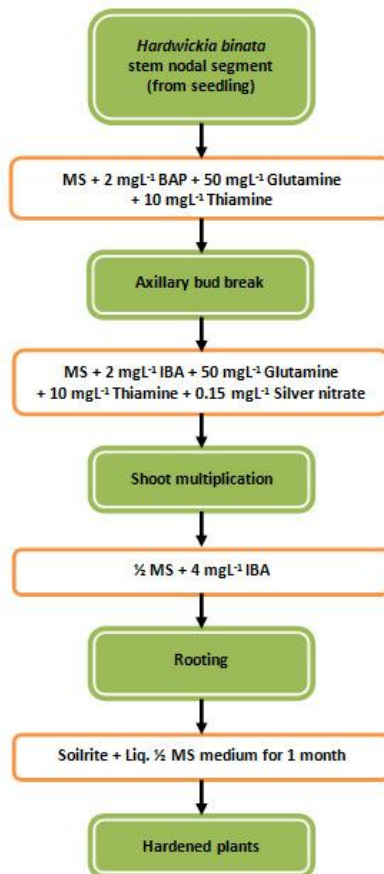 Hardwickia binata
stem nodal segment
(from seedling)
MS + 2 mgL⁻¹ BAP + 50 mgL⁻¹ Glutamine
+ 10 mgL⁻¹ Thiamine
Axillary bud break
MS + 2 mgL⁻¹ IBA + 50 mgL⁻¹ Glutamine
+ 10 mgL⁻¹ Thiamine + 0.15 mgL⁻¹ Silver nitrate
Shoot multiplication
½ MS + 4 mgL⁻¹ IBA
Rooting
Soilrite + Liq. ½ MS medium for 1 month
Hardened plants